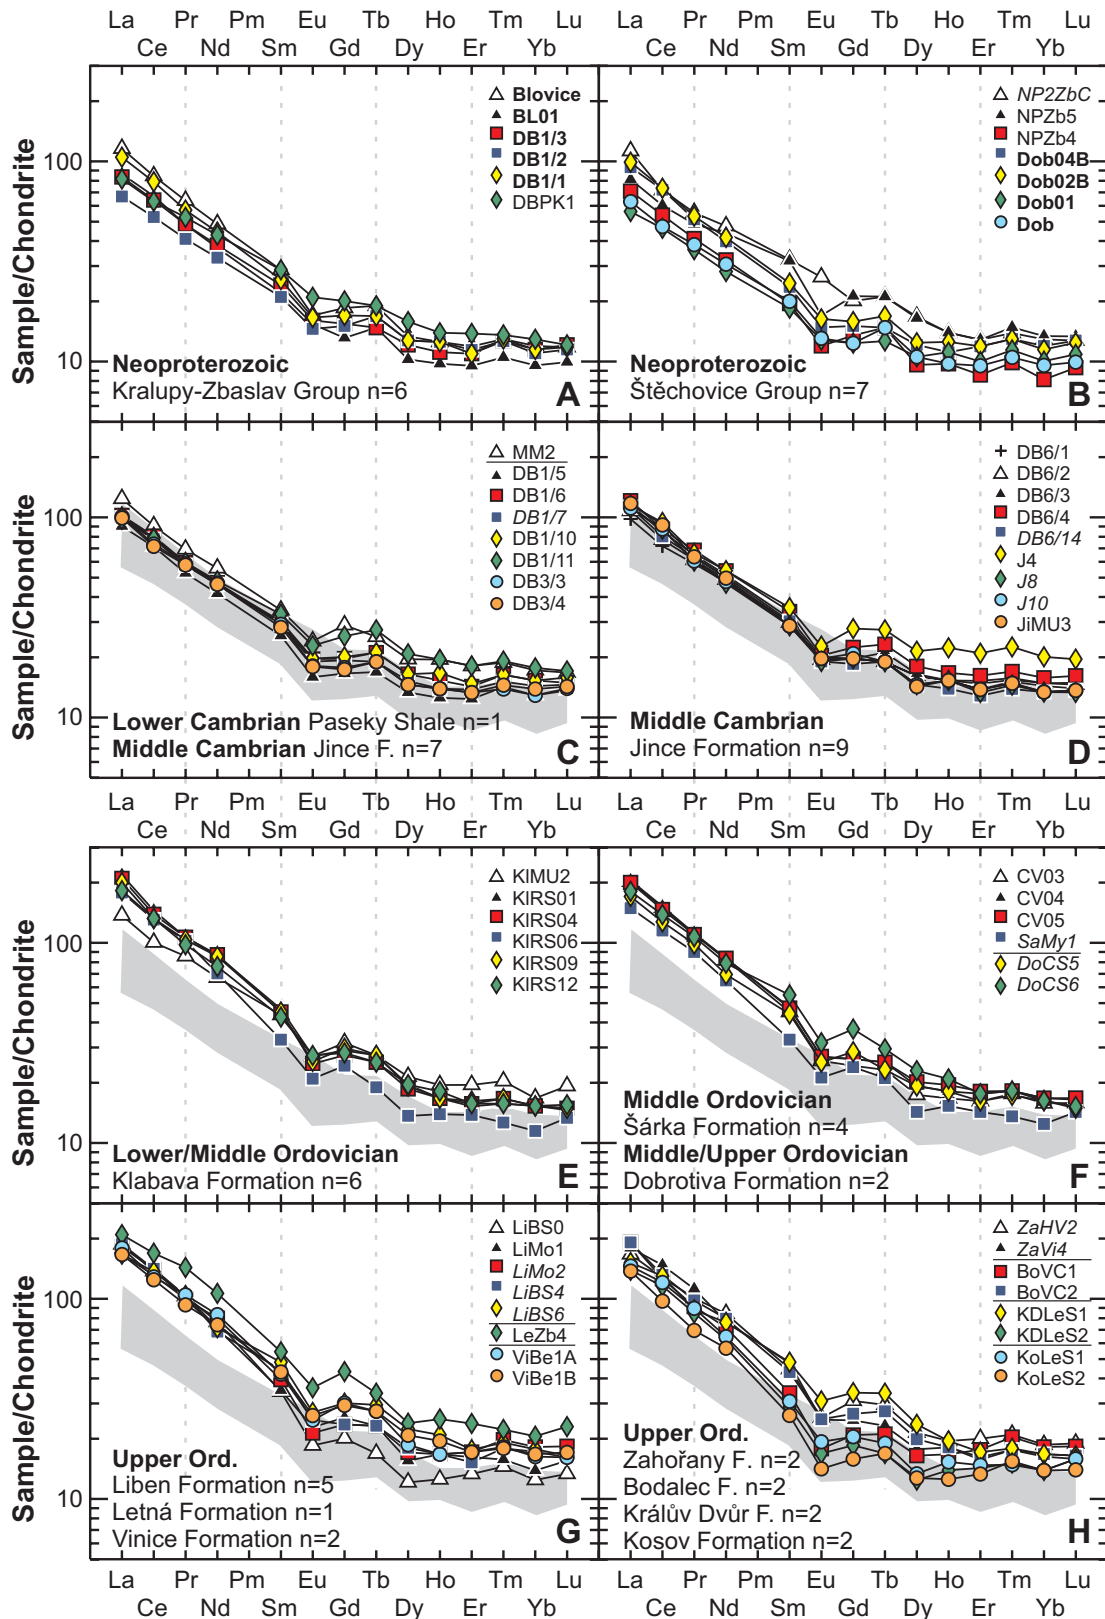 La Pr Pm Eu Tb Ho Tm Lu La Pr Pm Eu Tb Ho Tm Lu
Ce Nd Sm Gd Dy Er Yb Ce Nd Sm Gd Dy Er Yb
Sample/Chondrite
100
10
Blovice
BL01
DB1/3
DB1/2
DB1/1
DBPK1
Neoproterozoic
Kralupy-Zbaslav Group n=6
A
NP2ZbC
NPZb5
NPZb4
Dob04B
Dob02B
Dob01
Dob
Neoproterozoic
Štěchovice Group n=7
B
Sample/Chondrite
100
10
MM2
DB1/5
DB1/6
DB1/7
DB1/10
DB1/11
DB3/3
DB3/4
Lower Cambrian Paseky Shale n=1
Middle Cambrian Jince F. n=7
C
DB6/1
DB6/2
DB6/3
DB6/4
DB6/14
J4
J8
J10
JiMU3
Middle Cambrian
Jince Formation n=9
D
La Pr Pm Eu Tb Ho Tm Lu La Pr Pm Eu Tb Ho Tm Lu
Ce Nd Sm Gd Dy Er Yb Ce Nd Sm Gd Dy Er Yb
Sample/Chondrite
100
10
KlMU2
KlRS01
KlRS04
KlRS06
KlRS09
KlRS12
Lower/Middle Ordovician
Klabava Formation n=6
E
CV03
CV04
CV05
SaMy1
DoCS5
DoCS6
Middle Ordovician
Šárka Formation n=4
Middle/Upper Ordovician
Dobrotiva Formation n=2
F
Sample/Chondrite
100
10
LiBS0
LiMo1
LiMo2
LiBS4
LiBS6
LeZb4
ViBe1A
ViBe1B
Upper Ord.
Liben Formation n=5
Letná Formation n=1
Vinice Formation n=2
G
ZaHV2
ZaVi4
BoVC1
BoVC2
KDLeS1
KDLeS2
KoLeS1
KoLeS2
Upper Ord.
Zahořany F. n=2
Bodalec F. n=2
Králův Dvůr F. n=2
Kosov Formation n=2
H
La Pr Pm Eu Tb Ho Tm Lu La Pr Pm Eu Tb Ho Tm Lu
Ce Nd Sm Gd Dy Er Yb Ce Nd Sm Gd Dy Er Yb